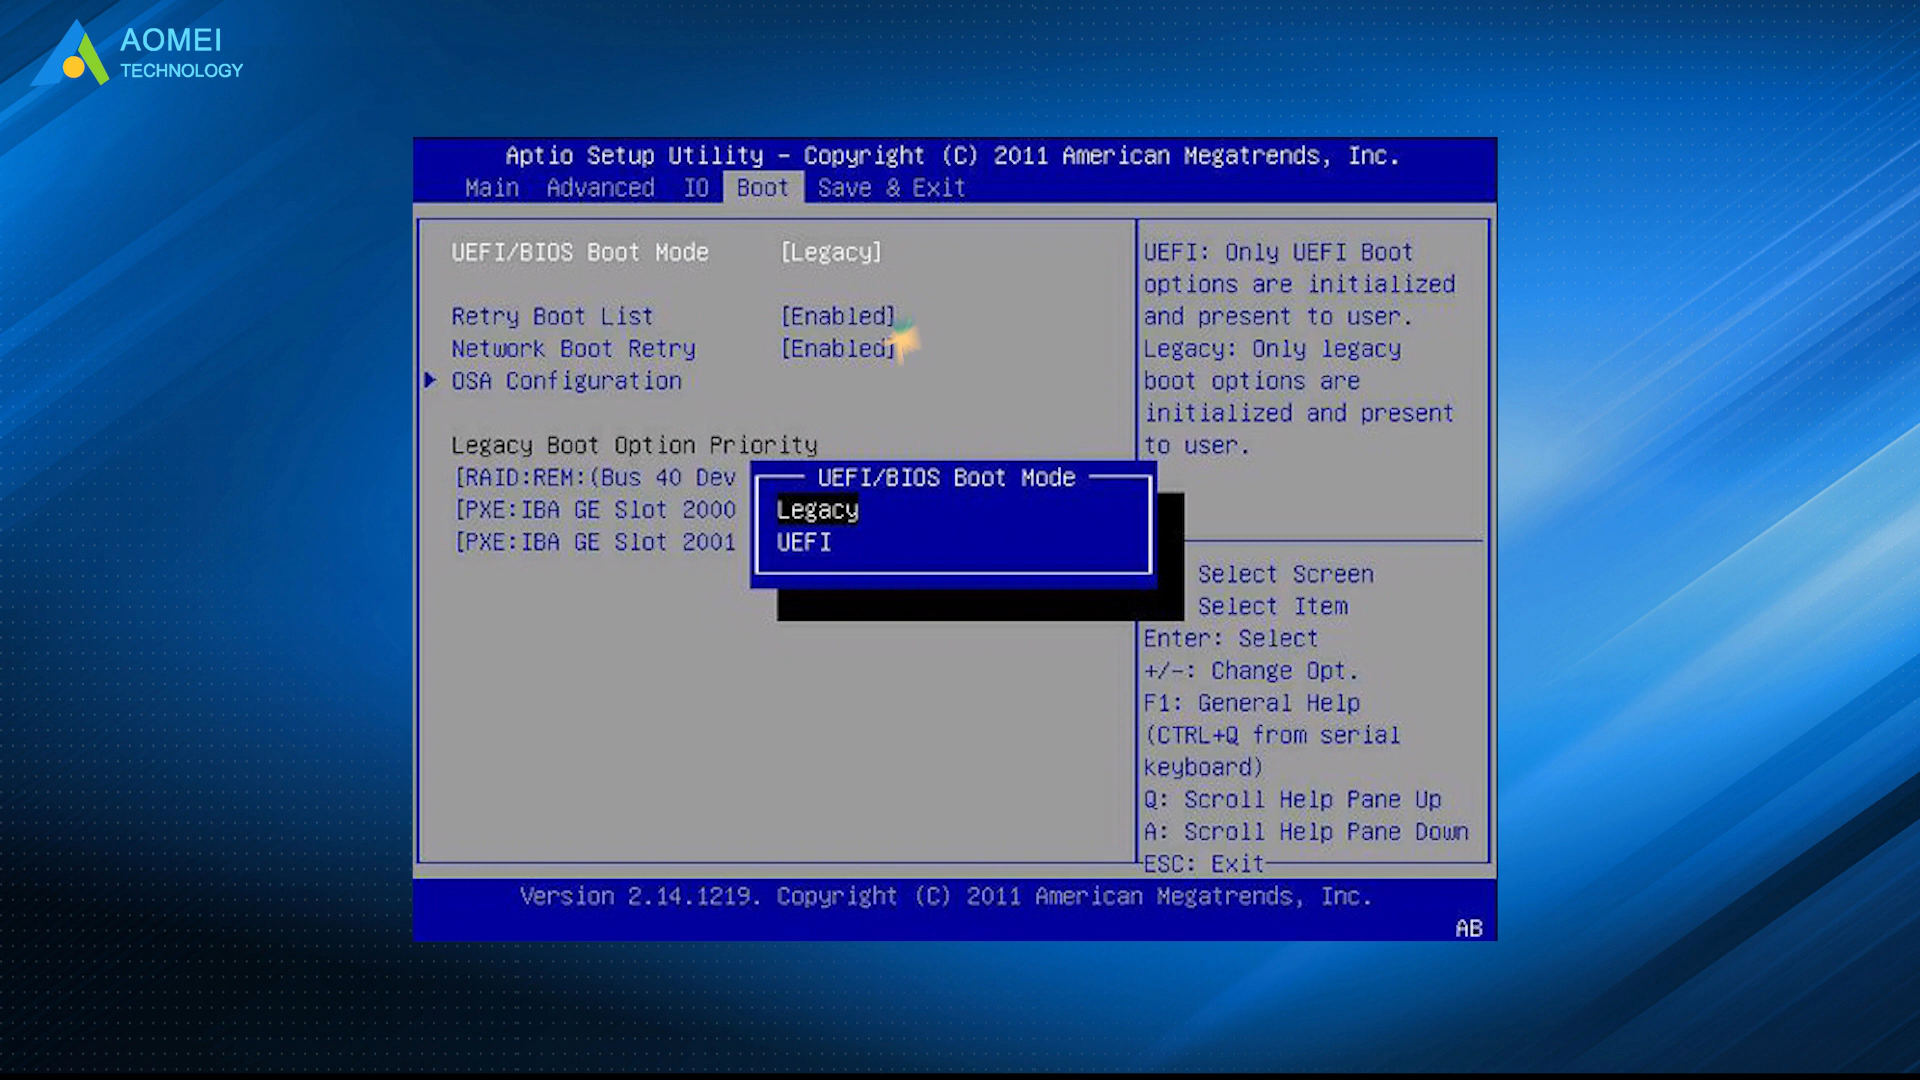 AOMEI
TECHNOLOGY
Aptio Setup Utility – Copyright (C) 2011 American Megatrends, Inc.
Main Advanced IO Boot Save & Exit
UEFI/BIOS Boot Mode [Legacy]
Retry Boot List [Enabled]
Network Boot Retry [Enabled]
OSA Configuration
Legacy Boot Option Priority
[RAID:REM:(Bus 40 Dev
[PXE:IBA GE Slot 2000
[PXE:IBA GE Slot 2001
UEFI/BIOS Boot Mode
Legacy
UEFI
UEFI: Only UEFI Boot
options are initialized
and present to user.
Legacy: Only legacy
boot options are
initialized and present
to user.
Select Screen
Select Item
Enter: Select
+/-: Change Opt.
F1: General Help
(CTRL+Q from serial
keyboard)
Q: Scroll Help Pane Up
A: Scroll Help Pane Down
ESC: Exit
Version 2.14.1219. Copyright (C) 2011 American Megatrends, Inc.
AB